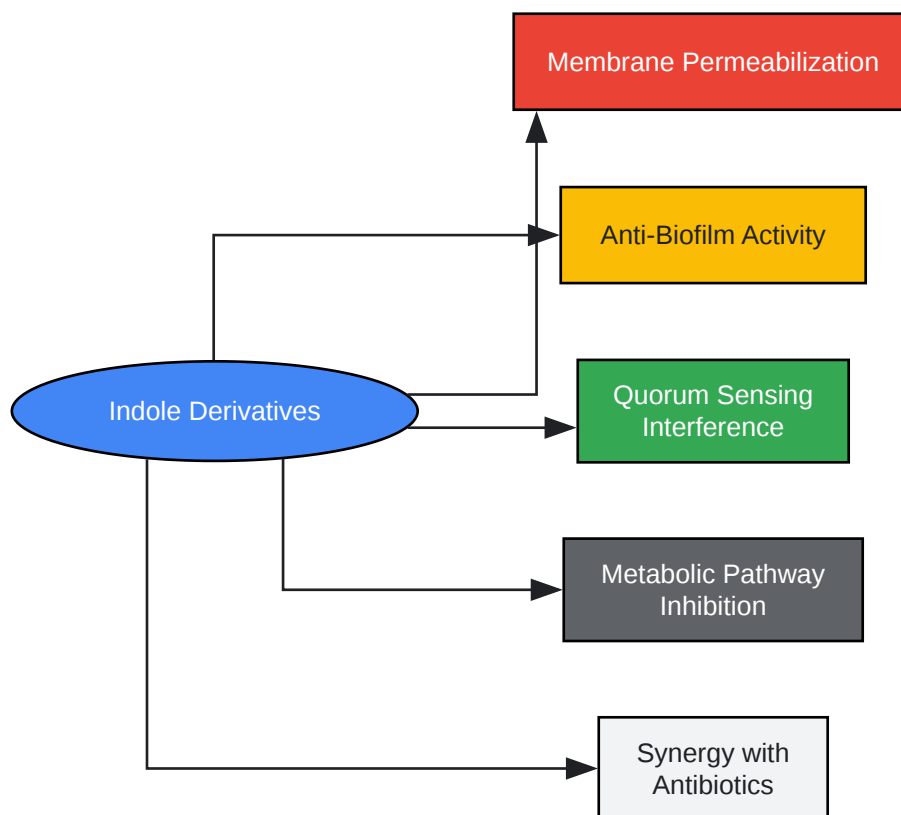 Membrane Permeabilization
Anti-Biofilm Activity
Indole Derivatives
Quorum Sensing
Interference
Metabolic Pathway
Inhibition
Synergy with
Antibiotics